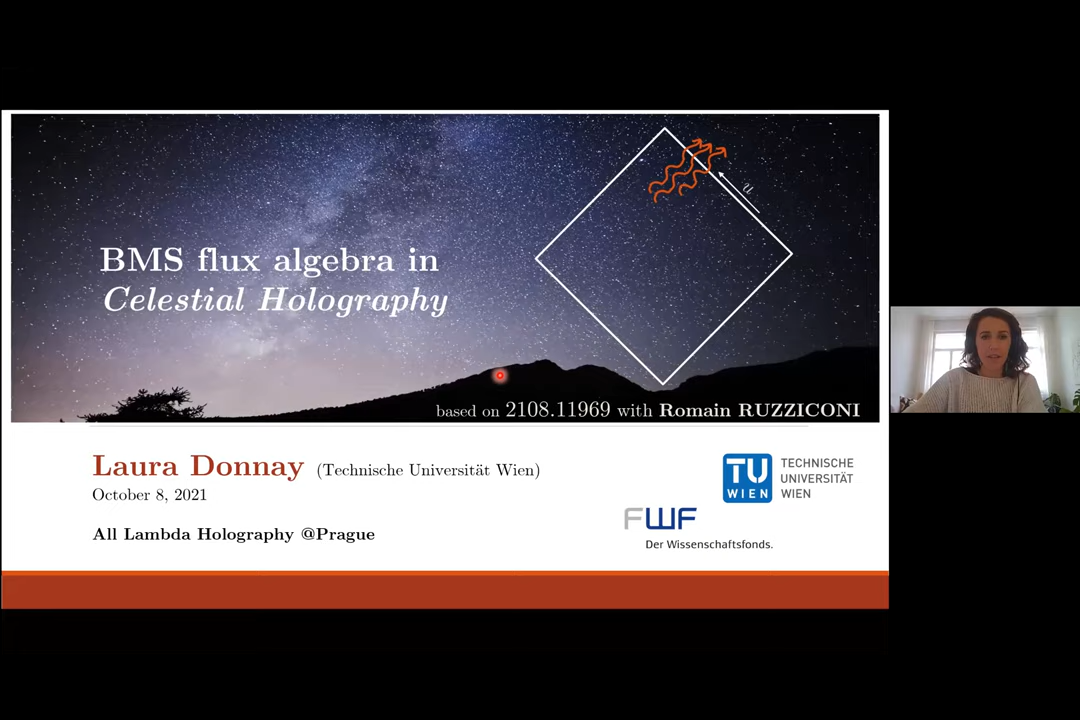 BMS flux algebra in
Celestial Holography
u
based on 2108.11969 with Romain RUZZICONI
Laura Donnay (Technische Universität Wien)
October 8, 2021
All Lambda Holography @Prague
TU
WIEN
TECHNISCHE
UNIVERSITÄT
WIEN
FWF
Der Wissenschaftsfonds.